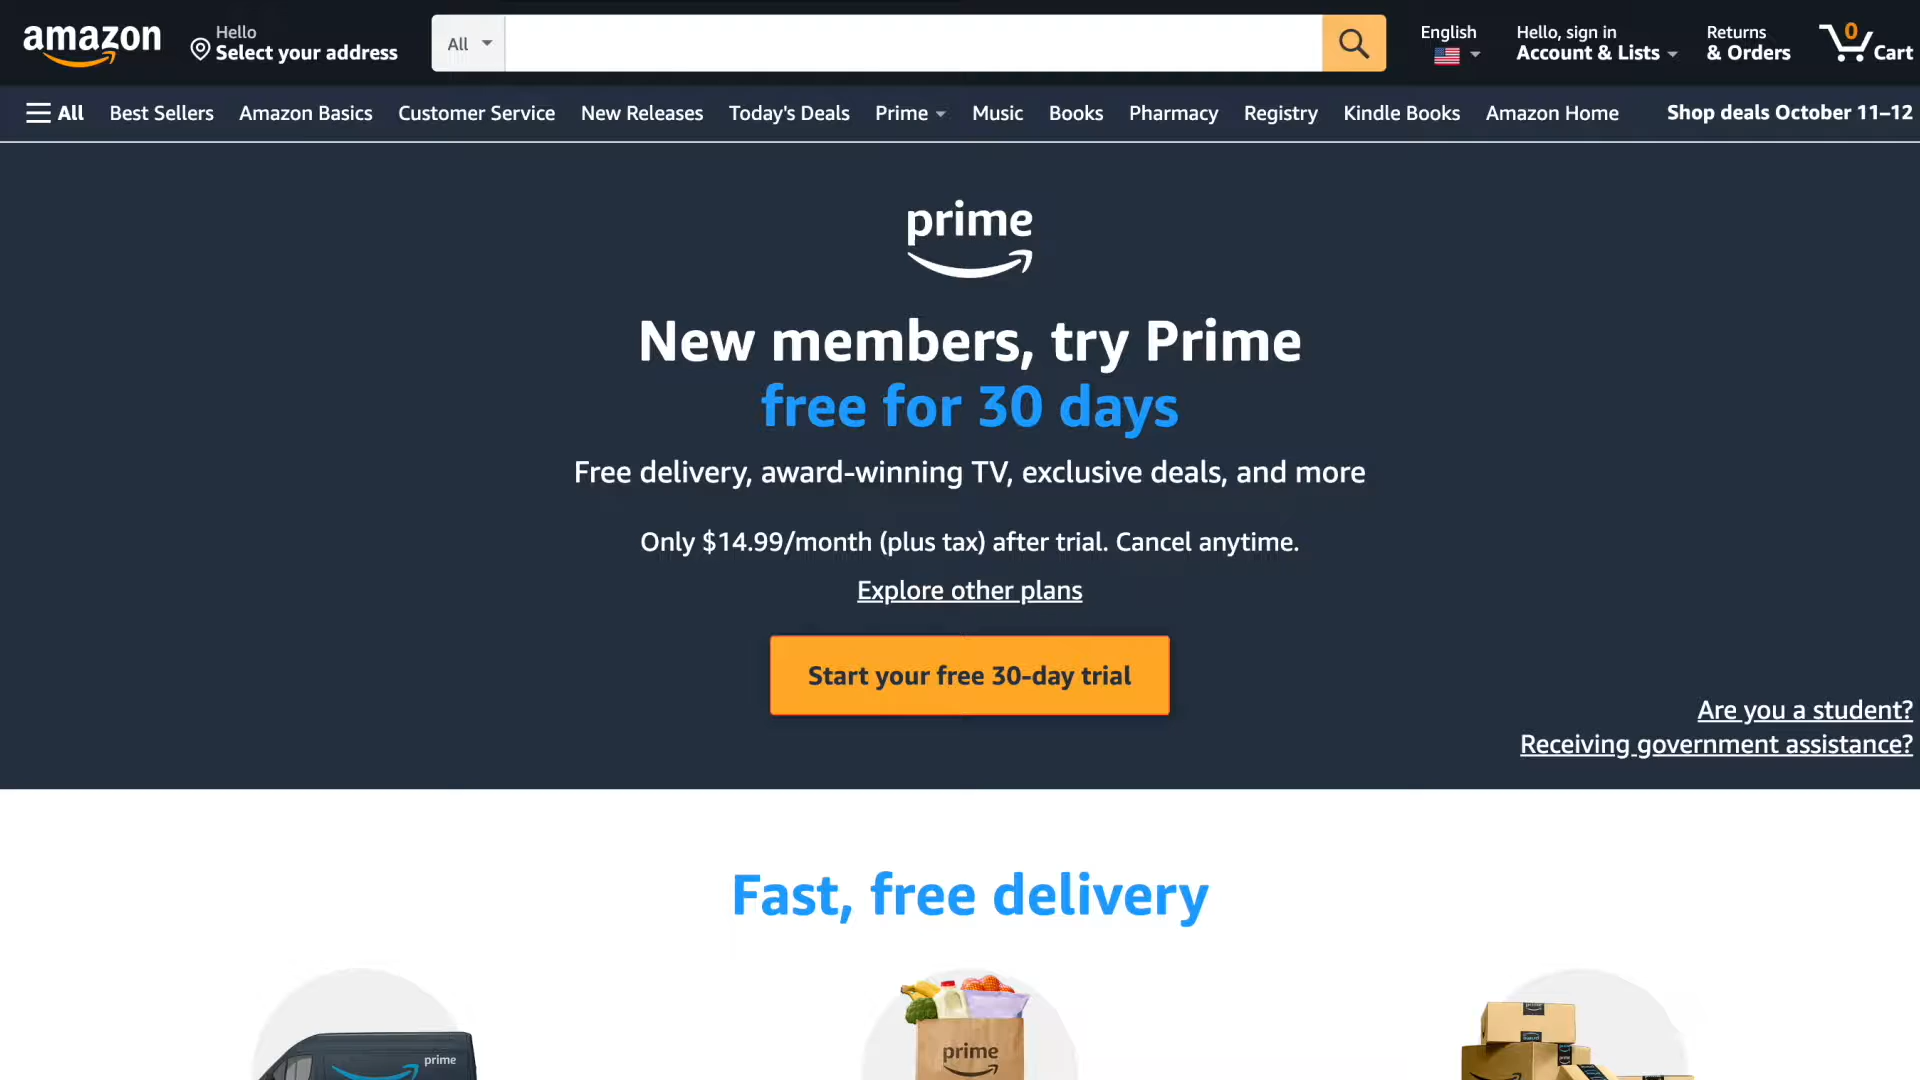 amazon
Hello
Select your address
All
English
Hello, sign in
Account & Lists
Returns
& Orders
0
Cart
All
Best Sellers
Amazon Basics
Customer Service
New Releases
Today's Deals
Prime
Music
Books
Pharmacy
Registry
Kindle Books
Amazon Home
Shop deals October 11–12
prime
New members, try Prime
free for 30 days
Free delivery, award-winning TV, exclusive deals, and more
Only $14.99/month (plus tax) after trial. Cancel anytime.
Explore other plans
Start your free 30-day trial
Are you a student?
Receiving government assistance?
Fast, free delivery
prime
prime